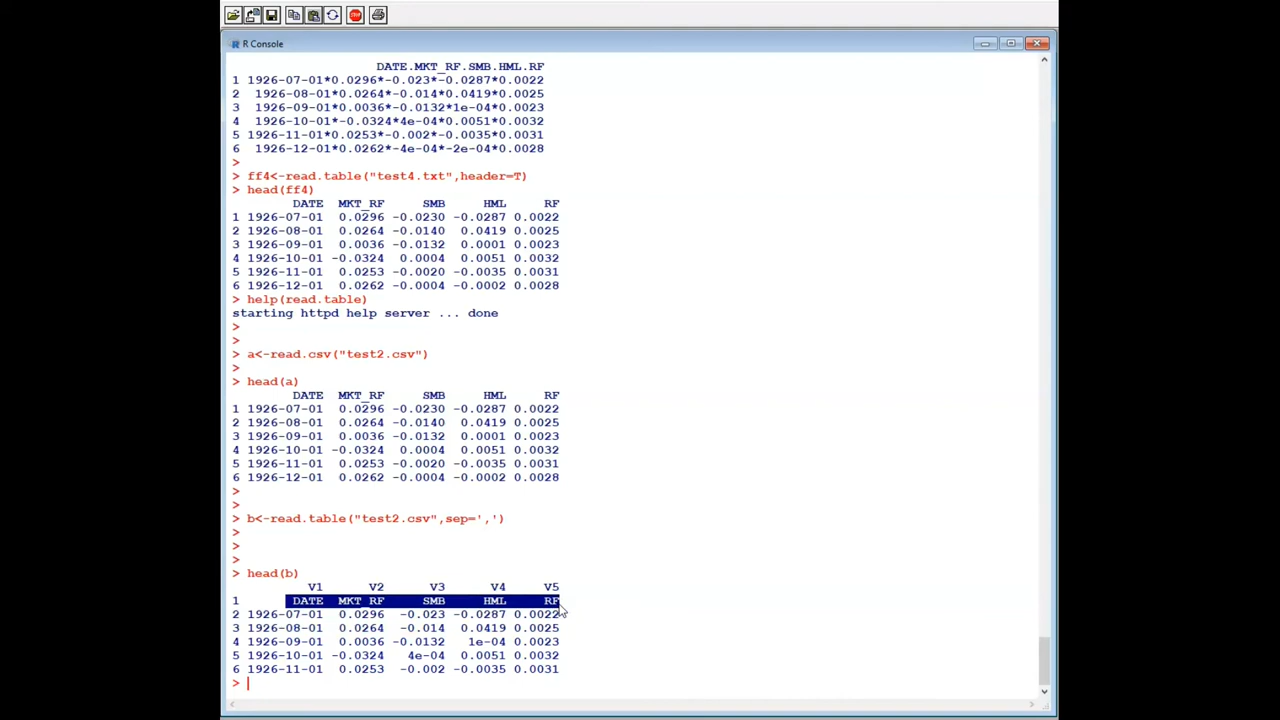 STOP
R R Console
DATE.MKT_RF.SMB.HML.RF
1 1926-07-01*0.0296*-0.023*-0.0287*0.0022
2 1926-08-01*0.0264*-0.014*0.0419*0.0025
3 1926-09-01*0.0036*-0.0132*1e-04*0.0023
4 1926-10-01*-0.0324*4e-04*0.0051*0.0032
5 1926-11-01*0.0253*-0.002*-0.0035*0.0031
6 1926-12-01*0.0262*-4e-04*-2e-04*0.0028
>
> ff4<-read.table("test4.txt",header=T)
> head(ff4)
DATE MKT_RF SMB HML RF
1 1926-07-01 0.0296 -0.0230 -0.0287 0.0022
2 1926-08-01 0.0264 -0.0140 0.0419 0.0025
3 1926-09-01 0.0036 -0.0132 0.0001 0.0023
4 1926-10-01 -0.0324 0.0004 0.0051 0.0032
5 1926-11-01 0.0253 -0.0020 -0.0035 0.0031
6 1926-12-01 0.0262 -0.0004 -0.0002 0.0028
> help(read.table)
starting httpd help server ... done
>
>
> a<-read.csv("test2.csv")
>
> head(a)
DATE MKT_RF SMB HML RF
1 1926-07-01 0.0296 -0.0230 -0.0287 0.0022
2 1926-08-01 0.0264 -0.0140 0.0419 0.0025
3 1926-09-01 0.0036 -0.0132 0.0001 0.0023
4 1926-10-01 -0.0324 0.0004 0.0051 0.0032
5 1926-11-01 0.0253 -0.0020 -0.0035 0.0031
6 1926-12-01 0.0262 -0.0004 -0.0002 0.0028
>
>
> b<-read.table("test2.csv",sep=',')
>
>
>
> head(b)
V1 V2 V3 V4 V5
1 DATE MKT_RF SMB HML RF
2 1926-07-01 0.0296 -0.023 -0.0287 0.0022
3 1926-08-01 0.0264 -0.014 0.0419 0.0025
4 1926-09-01 0.0036 -0.0132 1e-04 0.0023
5 1926-10-01 -0.0324 4e-04 0.0051 0.0032
6 1926-11-01 0.0253 -0.002 -0.0035 0.0031
>